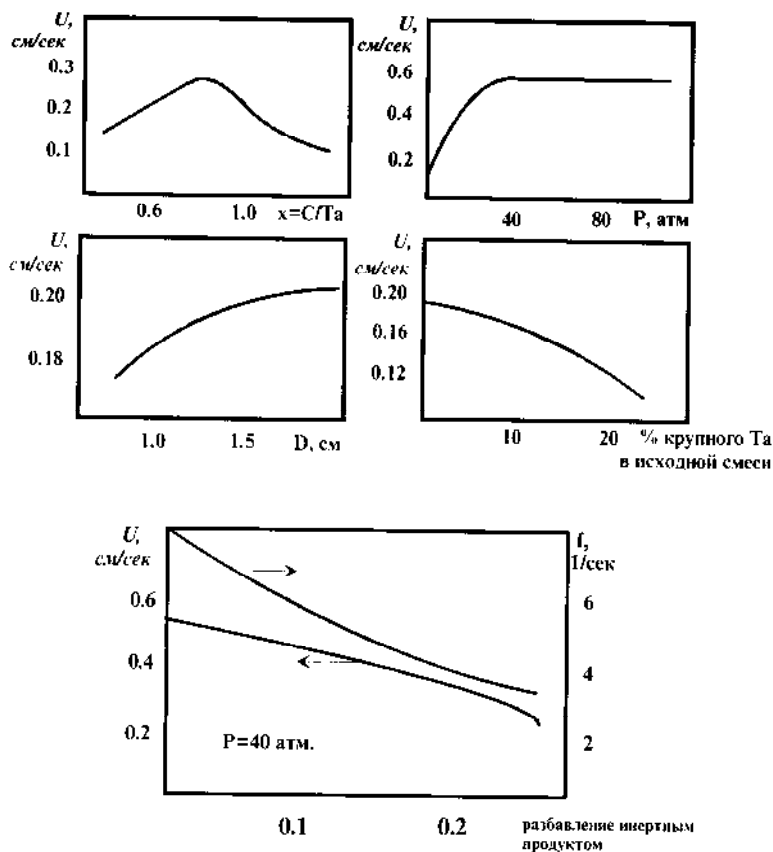 U,
см/сек
0.3
0.2
0.1
0.6 1.0 x=C/Ta
U,
см/сек
0.6
0.4
0.2
40 80 P, атм
U,
см/сек
0.20
0.18
1.0 1.5 D, см
U,
см/сек
0.20
0.16
0.12
10 20 % крупного Ta
в исходной смеси
U,
см/сек
0.6
0.4
0.2
P=40 атм.
f,
1/сек
6
4
2
0.1 0.2 разбавление инертным
продуктом